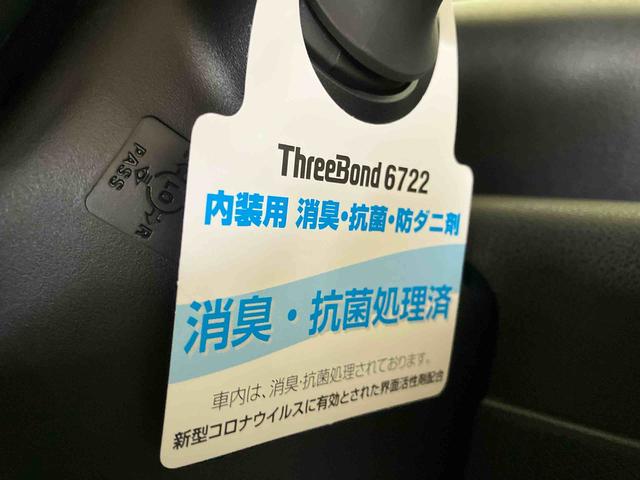 ThreeBond 6722
内装用 消臭・抗菌・防ダニ剤
消臭・抗菌処理済
車内は、消臭・抗菌処理されております。
新型コロナウイルスに有効とされた界面活性剤配合
PASS
LO
R